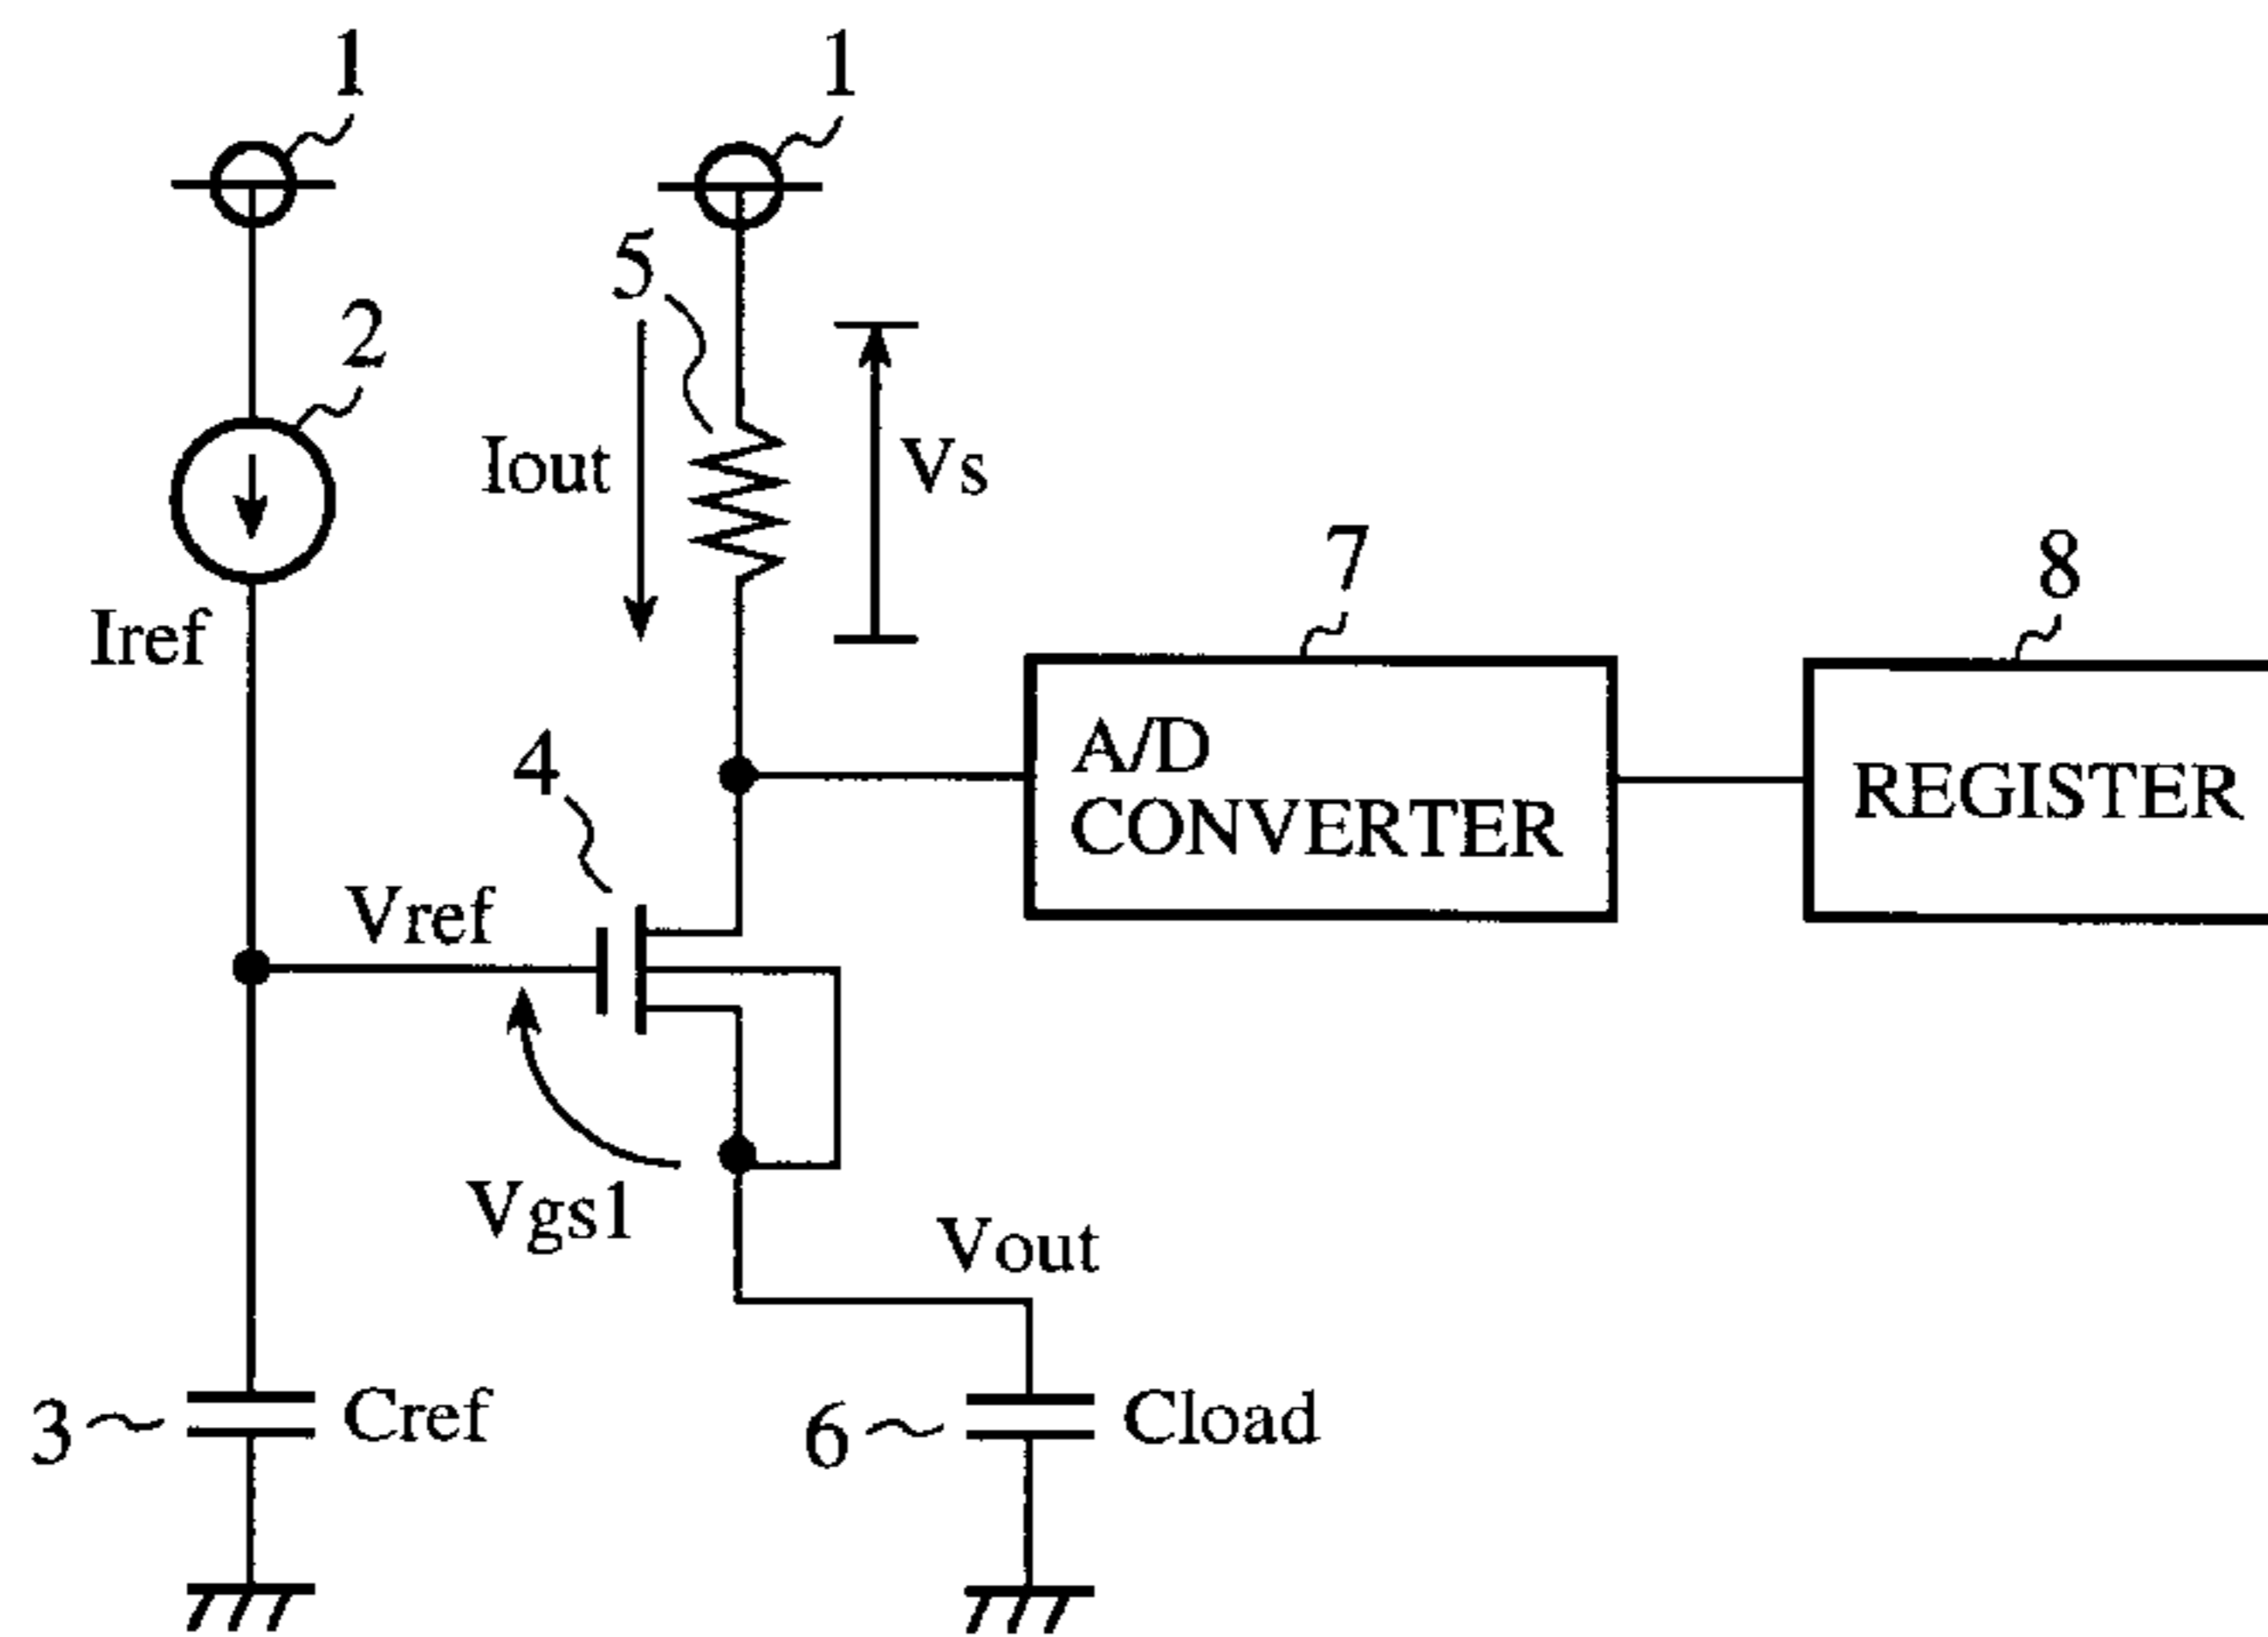 1
1
5
2
Iout
Vs
7
8
Iref
4
A/D
CONVERTER
REGISTER
Vref
Vgs1
Vout
3
Cref
6
Cload